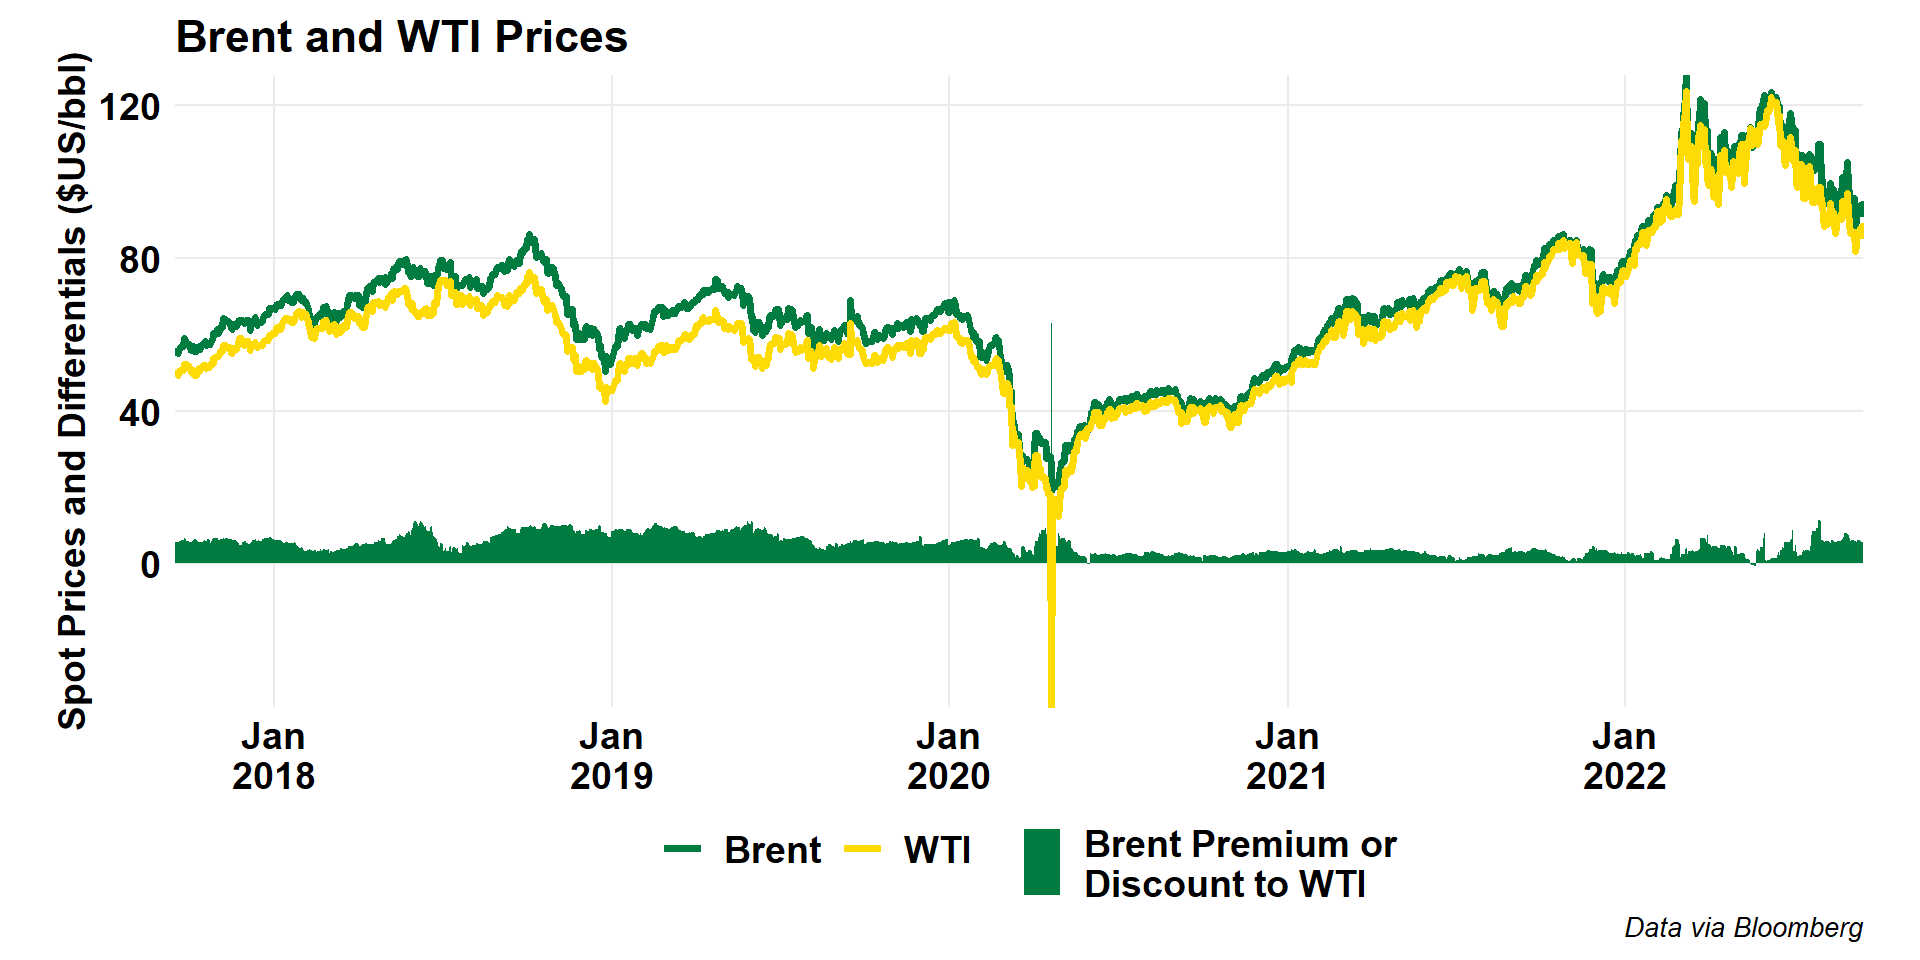 Brent and WTI Prices
Spot Prices and Differentials ($US/bbl)
120
80
40
0
Jan
2018
Jan
2019
Jan
2020
Jan
2021
Jan
2022
Brent
WTI
Brent Premium or
Discount to WTI
Data via Bloomberg